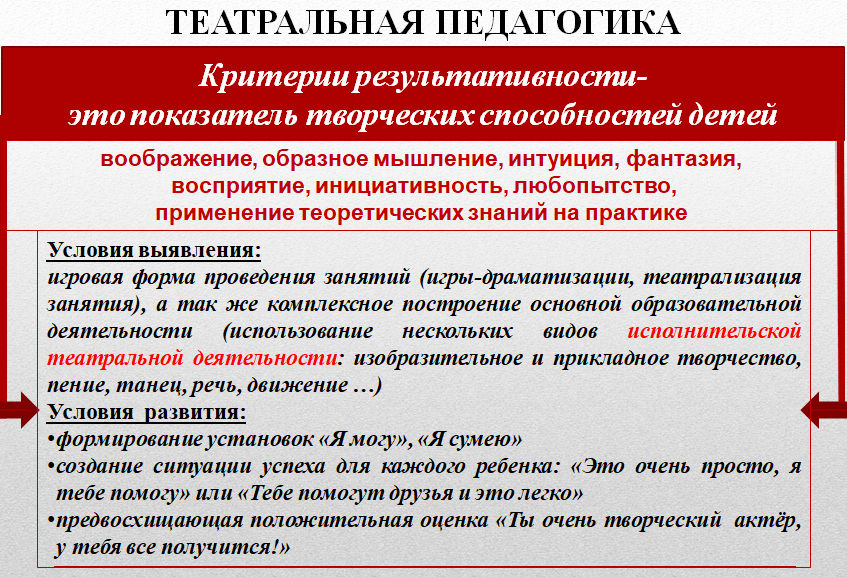 ТЕАТРАЛЬНАЯ ПЕДАГОГИКА
Критерии результативности-
это показатель творческих способностей детей
воображение, образное мышление, интуиция, фантазия,
восприятие, инициативность, любопытство,
применение теоретических знаний на практике
Условия выявления:
игровая форма проведения занятий (игры-драматизации, театрализация
занятия), а так же комплексное построение основной образовательной
деятельности (использование нескольких видов исполнительской
театральной деятельности: изобразительное и прикладное творчество,
пение, танец, речь, движение …)
Условия развития:
•формирование установок «Я могу», «Я сумею»
•создание ситуации успеха для каждого ребенка: «Это очень просто, я
тебе помогу» или «Тебе помогут друзья и это легко»
•предвосхищающая положительная оценка «Ты очень творческий актёр,
у тебя все получится!»